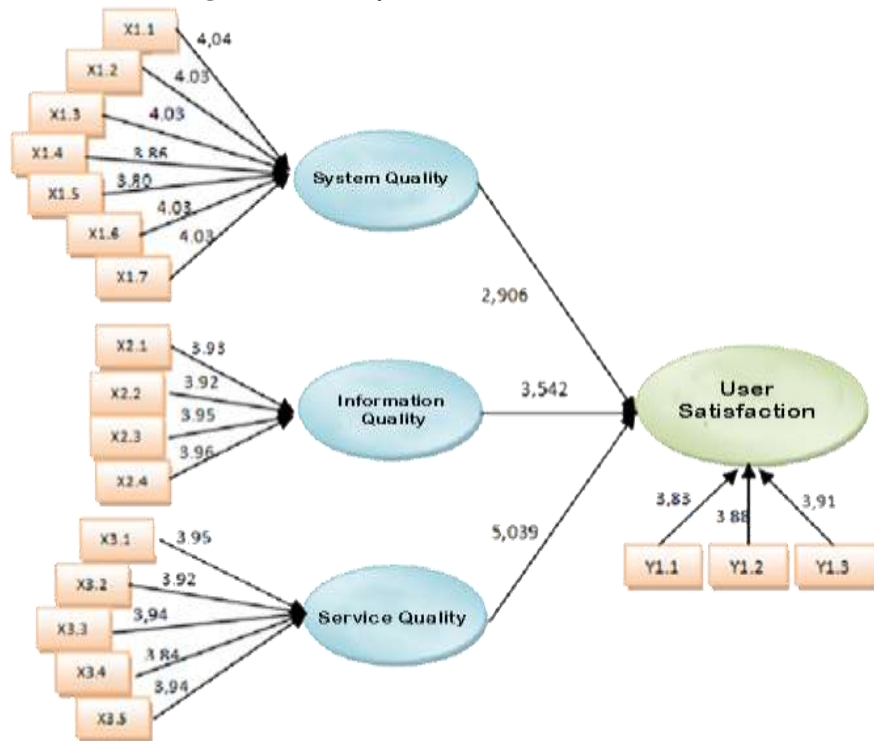 X1.1
4,04
X1.2
4.03
X1.3
4.03
X1.4
3.86
X1.5
3.80
X1.6
4.03
X1.7
4.03
System Quality
2,906
X2.1
3.93
X2.2
3.92
X2.3
3.95
X2.4
3.96
Information
Quality
3,542
User
Satisfaction
3,83
3.88
3,91
Y1.1
Y1.2
Y1.3
X3.1
3.95
X3.2
3.92
X3.3
3,94
X3.4
3.84
X3.5
3.94
Service Quality
5,039